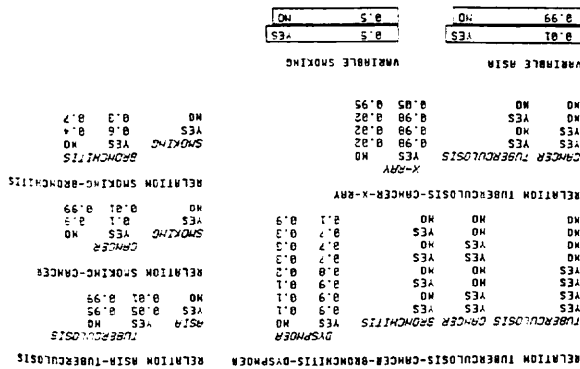 RELATION TUBERCULOSIS-CANCER-BRONCHITIS-DYSPNOEA
DYSPNOEA
TUBERCULOSIS CANCER BRONCHITIS YES NO
YES YES YES 0.9 0.1
YES YES NO 0.9 0.1
YES NO YES 0.9 0.1
YES NO NO 0.8 0.2
NO YES YES 0.7 0.3
NO YES NO 0.7 0.3
NO NO YES 0.7 0.3
NO NO NO 0.1 0.9
RELATION TUBERCULOSIS-CANCER-X-RAY
X-RAY
CANCER TUBERCULOSIS YES NO
YES YES 0.98 0.02
YES NO 0.98 0.02
NO YES 0.98 0.02
NO NO 0.05 0.95
VARIABLE ASIA
0.01 YES
0.99 NO
RELATION ASIA-TUBERCULOSIS
TUBERCULOSIS
ASIA YES NO
YES 0.05 0.95
NO 0.01 0.99
RELATION SMOKING-CANCER
CANCER
SMOKING YES NO
YES 0.1 0.9
NO 0.01 0.99
RELATION SMOKING-BRONCHITIS
BRONCHITIS
SMOKING YES NO
YES 0.6 0.4
NO 0.3 0.7
VARIABLE SMOKING
0.5 YES
0.5 NO